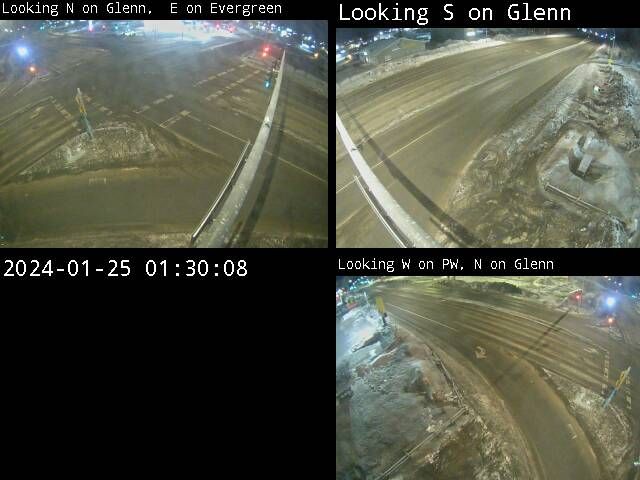 Looking N on Glenn, E on Evergreen
Looking S on Glenn
2024-01-25 01:30:08
Looking W on PW, N on Glenn